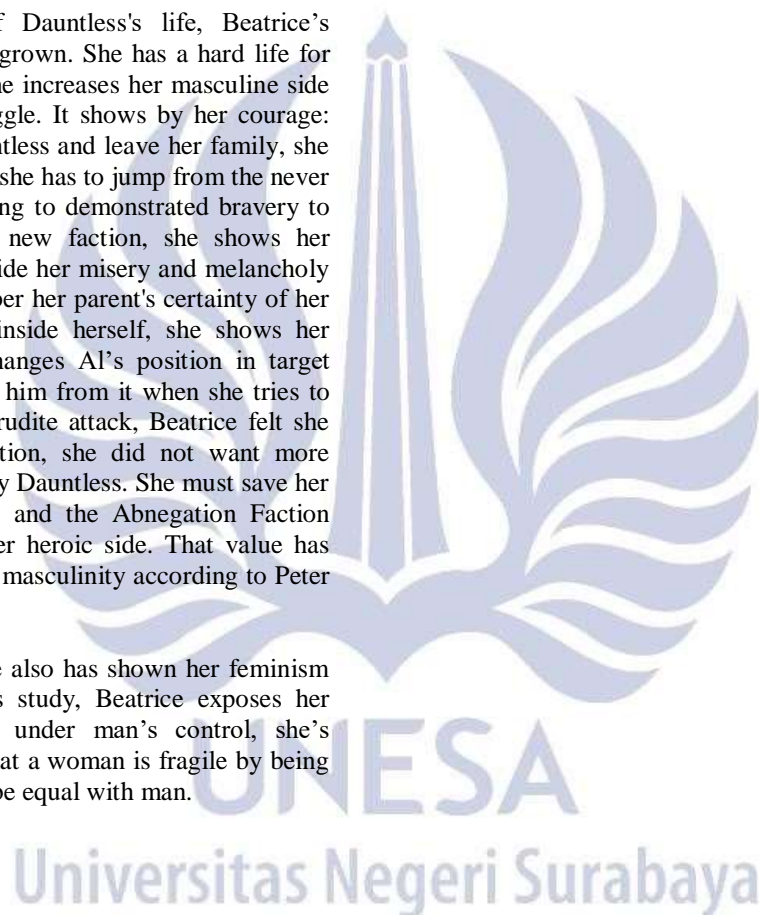 f Dauntless's life, Beatrice's
grown. She has a hard life for
ne increases her masculine side
ggle. It shows by her courage:
ntless and leave her family, she
she has to jump from the never
ng to demonstrated bravery to
new faction, she shows her
ide her misery and melancholy
ber her parent's certainty of her
inside herself, she shows her
hanges Al's position in target
him from it when she tries to
rudite attack, Beatrice felt she
tion, she did not want more
y Dauntless. She must save her
and the Abnegation Faction
er heroic side. That value has
masculinity according to Peter
e also has shown her feminism
s study, Beatrice exposes her
under man's control, she's
at a woman is fragile by being
be equal with man.
UNESA
Universitas Negeri Surabaya